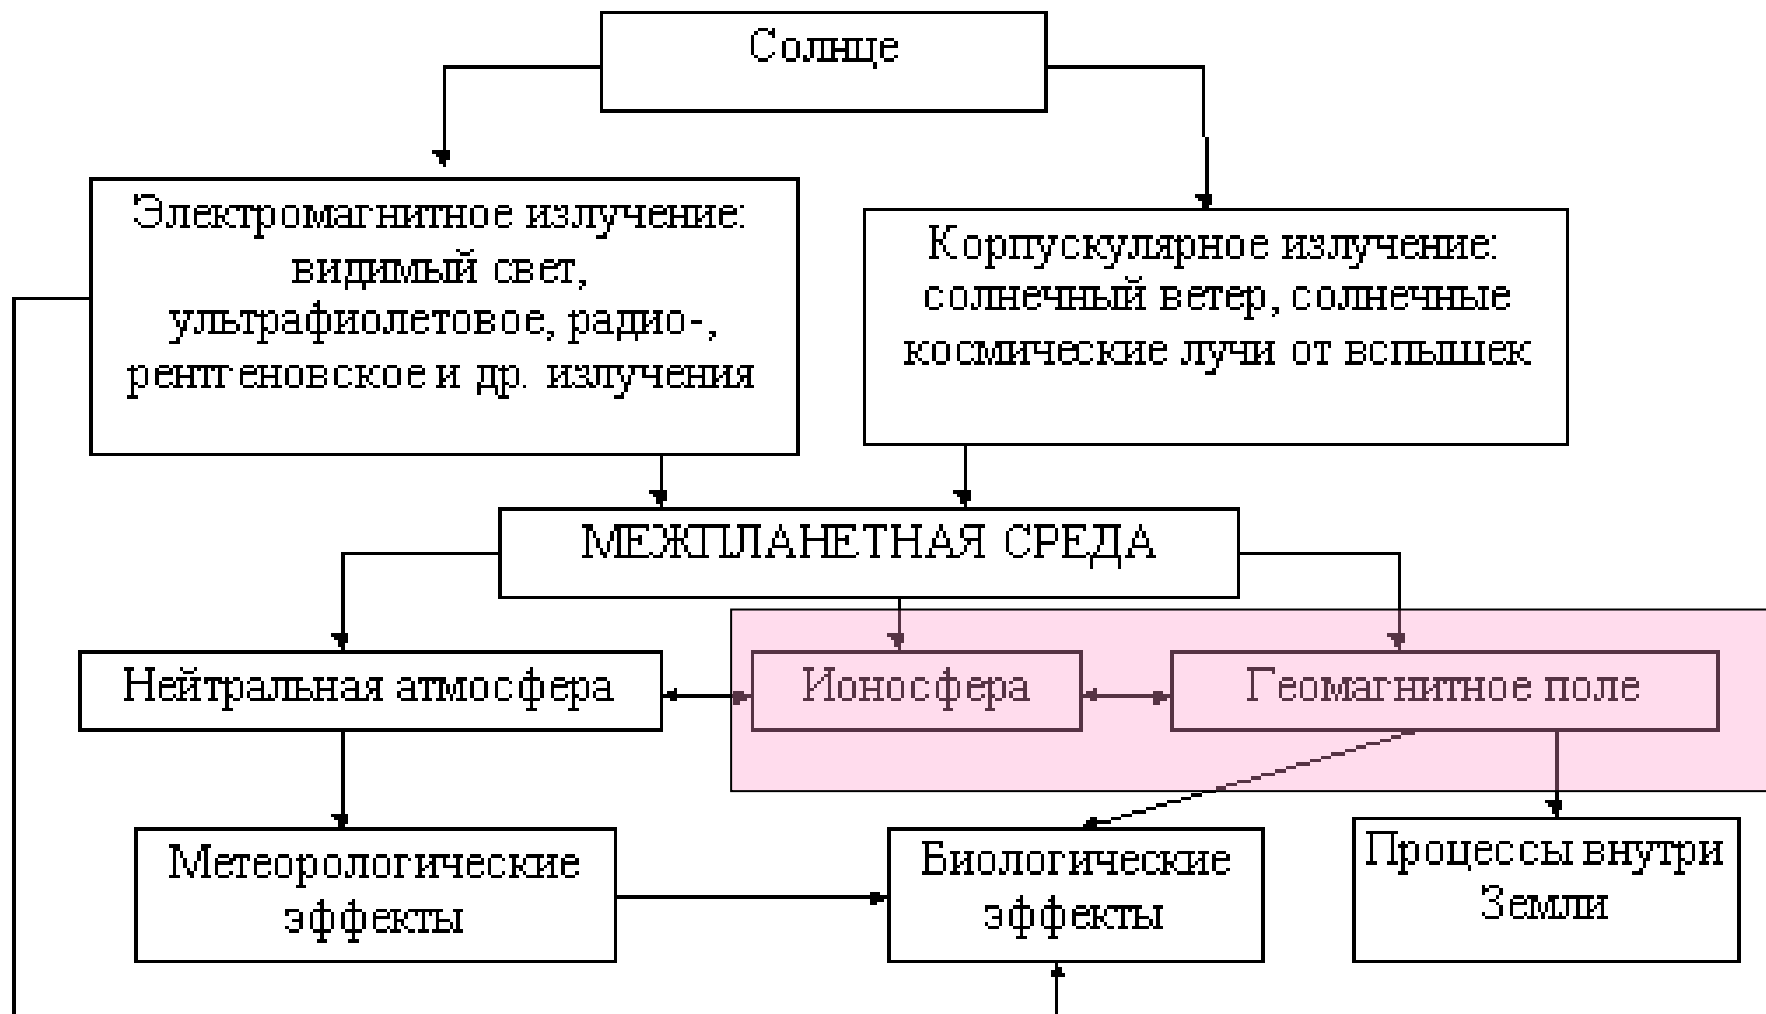 Солнце
Электромагнитное излучение:
видимый свет,
ультрафиолетовое, радио-,
рентгеновское и др. излучения
Корпускулярное излучение:
солнечный ветер, солнечные
космические лучи от вспышек
МЕЖПЛАНЕТНАЯ СРЕДА
Нейтральная атмосфера
Ионосфера
Геомагнитное поле
Метеорологические
эффекты
Биологические
эффекты
Процессы внутри
Земли